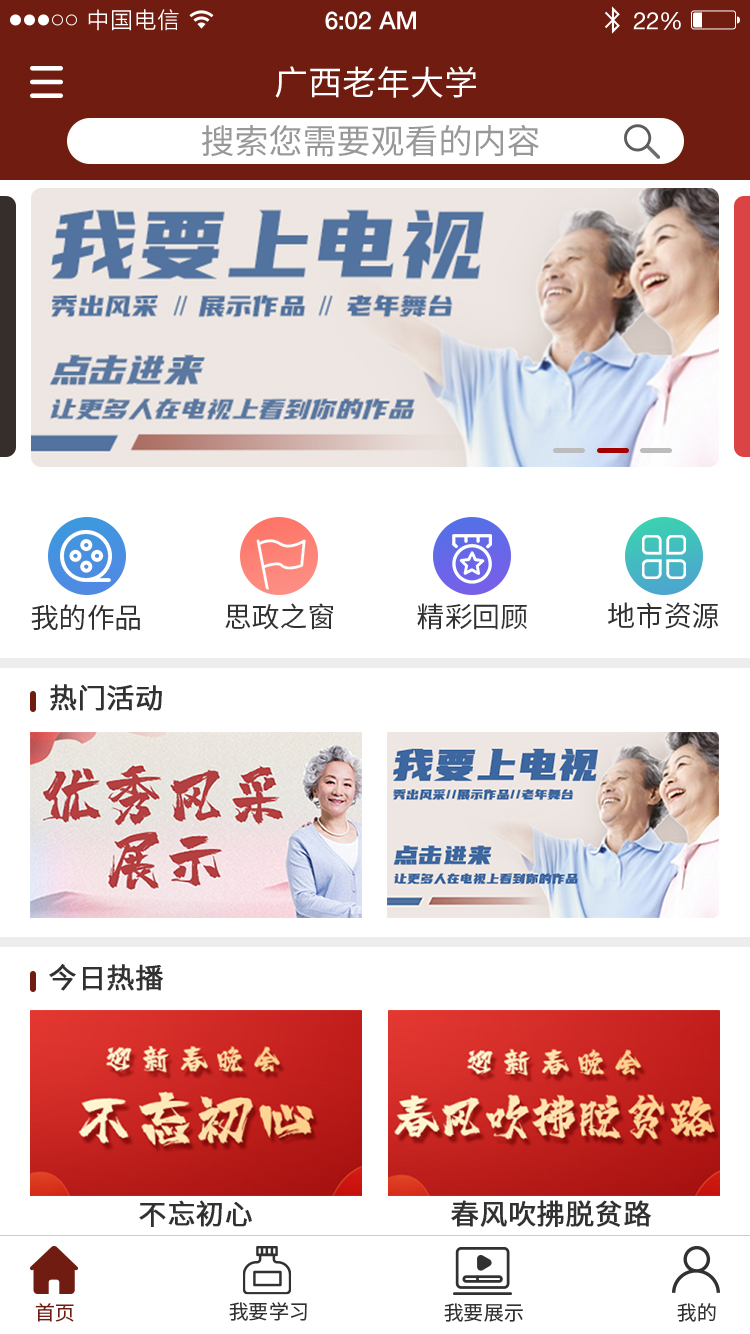 中国电信 6:02 AM 22%
广西老年大学
搜索您需要观看的内容
我要上电视
秀出风采 // 展示作品 // 老年舞台
点击进来
让更多人在电视上看到你的作品
我的作品 思政之窗 精彩回顾 地市资源
热门活动
优秀风采
展示
我要上电视
秀出风采//展示作品//老年舞台
点击进来
让更多人在电视上看到你的作品
今日热播
迎新春晚会
不忘初心
迎新春晚会
春风吹拂脱贫路
不忘初心 春风吹拂脱贫路
首页 我要学习 我要展示 我的